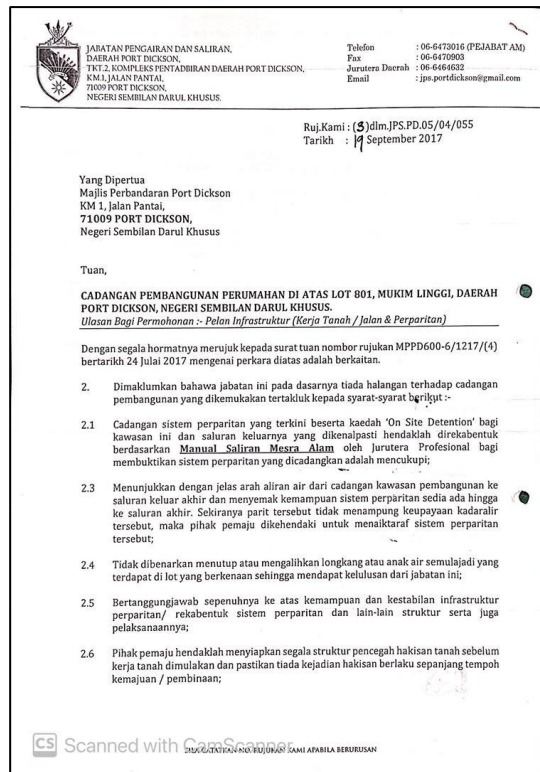 JABATAN PENGAIRAN DAN SALIRAN,
DAERAH PORT DICKSON,
TKT.2, KOMPLEKS PENTADBIRAN DAERAH PORT DICKSON,
KM.1, JALAN PANTAI,
71009 PORT DICKSON,
NEGERI SEMBILAN DARUL KHUSUS.
Telefon : 06-6473016 (PEJABAT AM)
Fax : 06-6470903
Jurutera Daerah : 06-6464632
Email : jps.portdickson@gmail.com
Ruj.Kami : (3)dlm.JPS.PD.05/04/055
Tarikh : 19 September 2017
Yang Dipertua
Majlis Perbandaran Port Dickson
KM 1, Jalan Pantai,
71009 PORT DICKSON,
Negeri Sembilan Darul Khusus
Tuan,
CADANGAN PEMBANGUNAN PERUMAHAN DI ATAS LOT 801, MUKIM LINGGI, DAERAH
PORT DICKSON, NEGERI SEMBILAN DARUL KHUSUS.
Ulasan Bagi Permohonan :- Pelan Infrastruktur (Kerja Tanah / Jalan & Parparitan)
Dengan segala hormatnya merujuk kepada surat tuan nombor rujukan MPPD600-6/1217/(4)
bertarikh 24 Julai 2017 mengenai perkara diatas adalah berkaitan.
2. Dimaklumkan bahawa jabatan ini pada dasarnya tiada halangan terhadap cadangan
pembangunan yang dikemukakan tertakluk kepada syarat-syarat berikut :-
2.1 Cadangan sistem perparitan yang terkini beserta kaedah 'On Site Detention' bagi
kawasan ini dan saluran keluarnya yang dikenalpasti hendaklah direkabentuk
berdasarkan Manual Saliran Mesra Alam oleh Jurutera Profesional bagi
membuktikan sistem perparitan yang dicadangkan adalah mencukupi;
2.3 Menunjukkan dengan jelas arah aliran air dari cadangan kawasan pembangunan ke
saluran keluar akhir dan menyemak kemampuan sistem perparitan sedia ada hingga
ke saluran akhir. Sekiranya parit tersebut tidak menampung keupayaan kadaralir
tersebut, maka pihak pemaju dikehendaki untuk menaiktaraf sistem perparitan
tersebut;
2.4 Tidak dibenarkan menutup atau mengalihkan longkang atau anak air semulajadi yang
terdapat di lot yang berkenaan sehingga mendapat kelulusan dari jabatan ini;
2.5 Bertanggungjawab sepenuhnya ke atas kemampuan dan kestabilan infrastruktur
perparitan/ rekabentuk sistem perparitan dan lain-lain struktur serta juga
pelaksanaannya;
2.6 Pihak pemaju hendaklah menyiapkan segala struktur pencegah hakisan tanah sebelum
kerja tanah dimulakan dan pastikan tiada kejadian hakisan berlaku sepanjang tempoh
kemajuan / pembinaan;
CS Scanned with CamScanner
SILA CATATKAN NO. RUJUKAN KAMI APABILA BERURUSAN